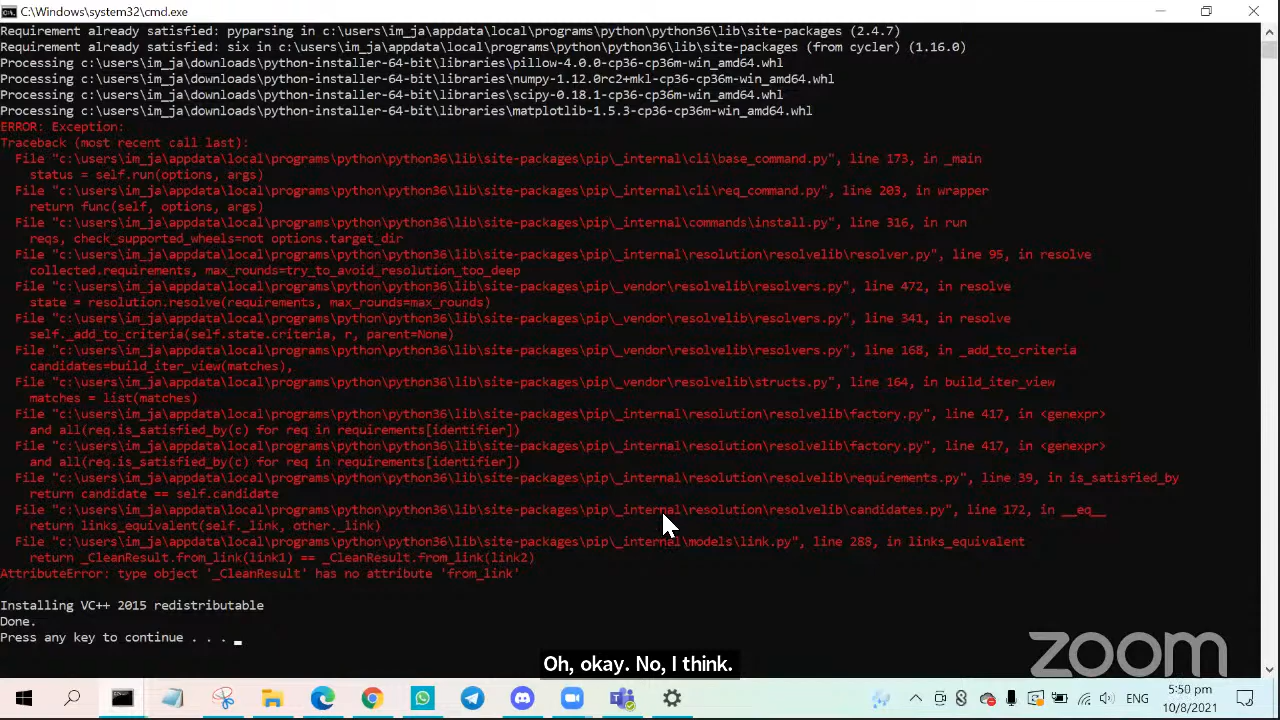 C:\Windows\system32\cmd.exe
Requirement already satisfied: pyparsing in c:\users\im_ja\appdata\local\programs\python\python36\lib\site-packages (2.4.7)
Requirement already satisfied: six in c:\users\im_ja\appdata\local\programs\python\python36\lib\site-packages (from cycler) (1.16.0)
Processing c:\users\im_ja\downloads\python-installer-64-bit\libraries\pillow-4.0.0-cp36-cp36m-win_amd64.whl
Processing c:\users\im_ja\downloads\python-installer-64-bit\libraries\numpy-1.12.0rc2+mkl-cp36-cp36m-win_amd64.whl
Processing c:\users\im_ja\downloads\python-installer-64-bit\libraries\scipy-0.18.1-cp36-cp36m-win_amd64.whl
Processing c:\users\im_ja\downloads\python-installer-64-bit\libraries\matplotlib-1.5.3-cp36-cp36m-win_amd64.whl
ERROR: Exception:
Traceback (most recent call last):
File "c:\users\im_ja\appdata\local\programs\python\python36\lib\site-packages\pip\_internal\cli\base_command.py", line 173, in _main
status = self.run(options, args)
File "c:\users\im_ja\appdata\local\programs\python\python36\lib\site-packages\pip\_internal\cli\req_command.py", line 203, in wrapper
return func(self, options, args)
File "c:\users\im_ja\appdata\local\programs\python\python36\lib\site-packages\pip\_internal\commands\install.py", line 316, in run
reqs, check_supported_wheels=not options.target_dir
File "c:\users\im_ja\appdata\local\programs\python\python36\lib\site-packages\pip\_internal\resolution\resolvelib\resolver.py", line 95, in resolve
collected.requirements, max_rounds=try_to_avoid_resolution_too_deep
File "c:\users\im_ja\appdata\local\programs\python\python36\lib\site-packages\pip\_vendor\resolvelib\resolvers.py", line 472, in resolve
state = resolution.resolve(requirements, max_rounds=max_rounds)
File "c:\users\im_ja\appdata\local\programs\python\python36\lib\site-packages\pip\_vendor\resolvelib\resolvers.py", line 341, in resolve
self._add_to_criteria(self.state.criteria, r, parent=None)
File "c:\users\im_ja\appdata\local\programs\python\python36\lib\site-packages\pip\_vendor\resolvelib\resolvers.py", line 168, in _add_to_criteria
candidates=build_iter_view(matches),
File "c:\users\im_ja\appdata\local\programs\python\python36\lib\site-packages\pip\_vendor\resolvelib\structs.py", line 164, in build_iter_view
matches = list(matches)
File "c:\users\im_ja\appdata\local\programs\python\python36\lib\site-packages\pip\_internal\resolution\resolvelib\factory.py", line 417, in <genexpr>
and all(req.is_satisfied_by(c) for req in requirements[identifier])
File "c:\users\im_ja\appdata\local\programs\python\python36\lib\site-packages\pip\_internal\resolution\resolvelib\factory.py", line 417, in <genexpr>
and all(req.is_satisfied_by(c) for req in requirements[identifier])
File "c:\users\im_ja\appdata\local\programs\python\python36\lib\site-packages\pip\_internal\resolution\resolvelib\requirements.py", line 39, in is_satisfied_by
return candidate == self.candidate
File "c:\users\im_ja\appdata\local\programs\python\python36\lib\site-packages\pip\_internal\resolution\resolvelib\candidates.py", line 172, in __eq__
return links_equivalent(self._link, other._link)
File "c:\users\im_ja\appdata\local\programs\python\python36\lib\site-packages\pip\_internal\models\link.py", line 288, in links_equivalent
return _CleanResult.from_link(link1) == _CleanResult.from_link(link2)
AttributeError: type object '_CleanResult' has no attribute 'from_link'
Installing VC++ 2015 redistributable
Done.
Press any key to continue . . .
zoom
Oh, okay. No, I think.
ENG
5:50 pm
10/8/2021